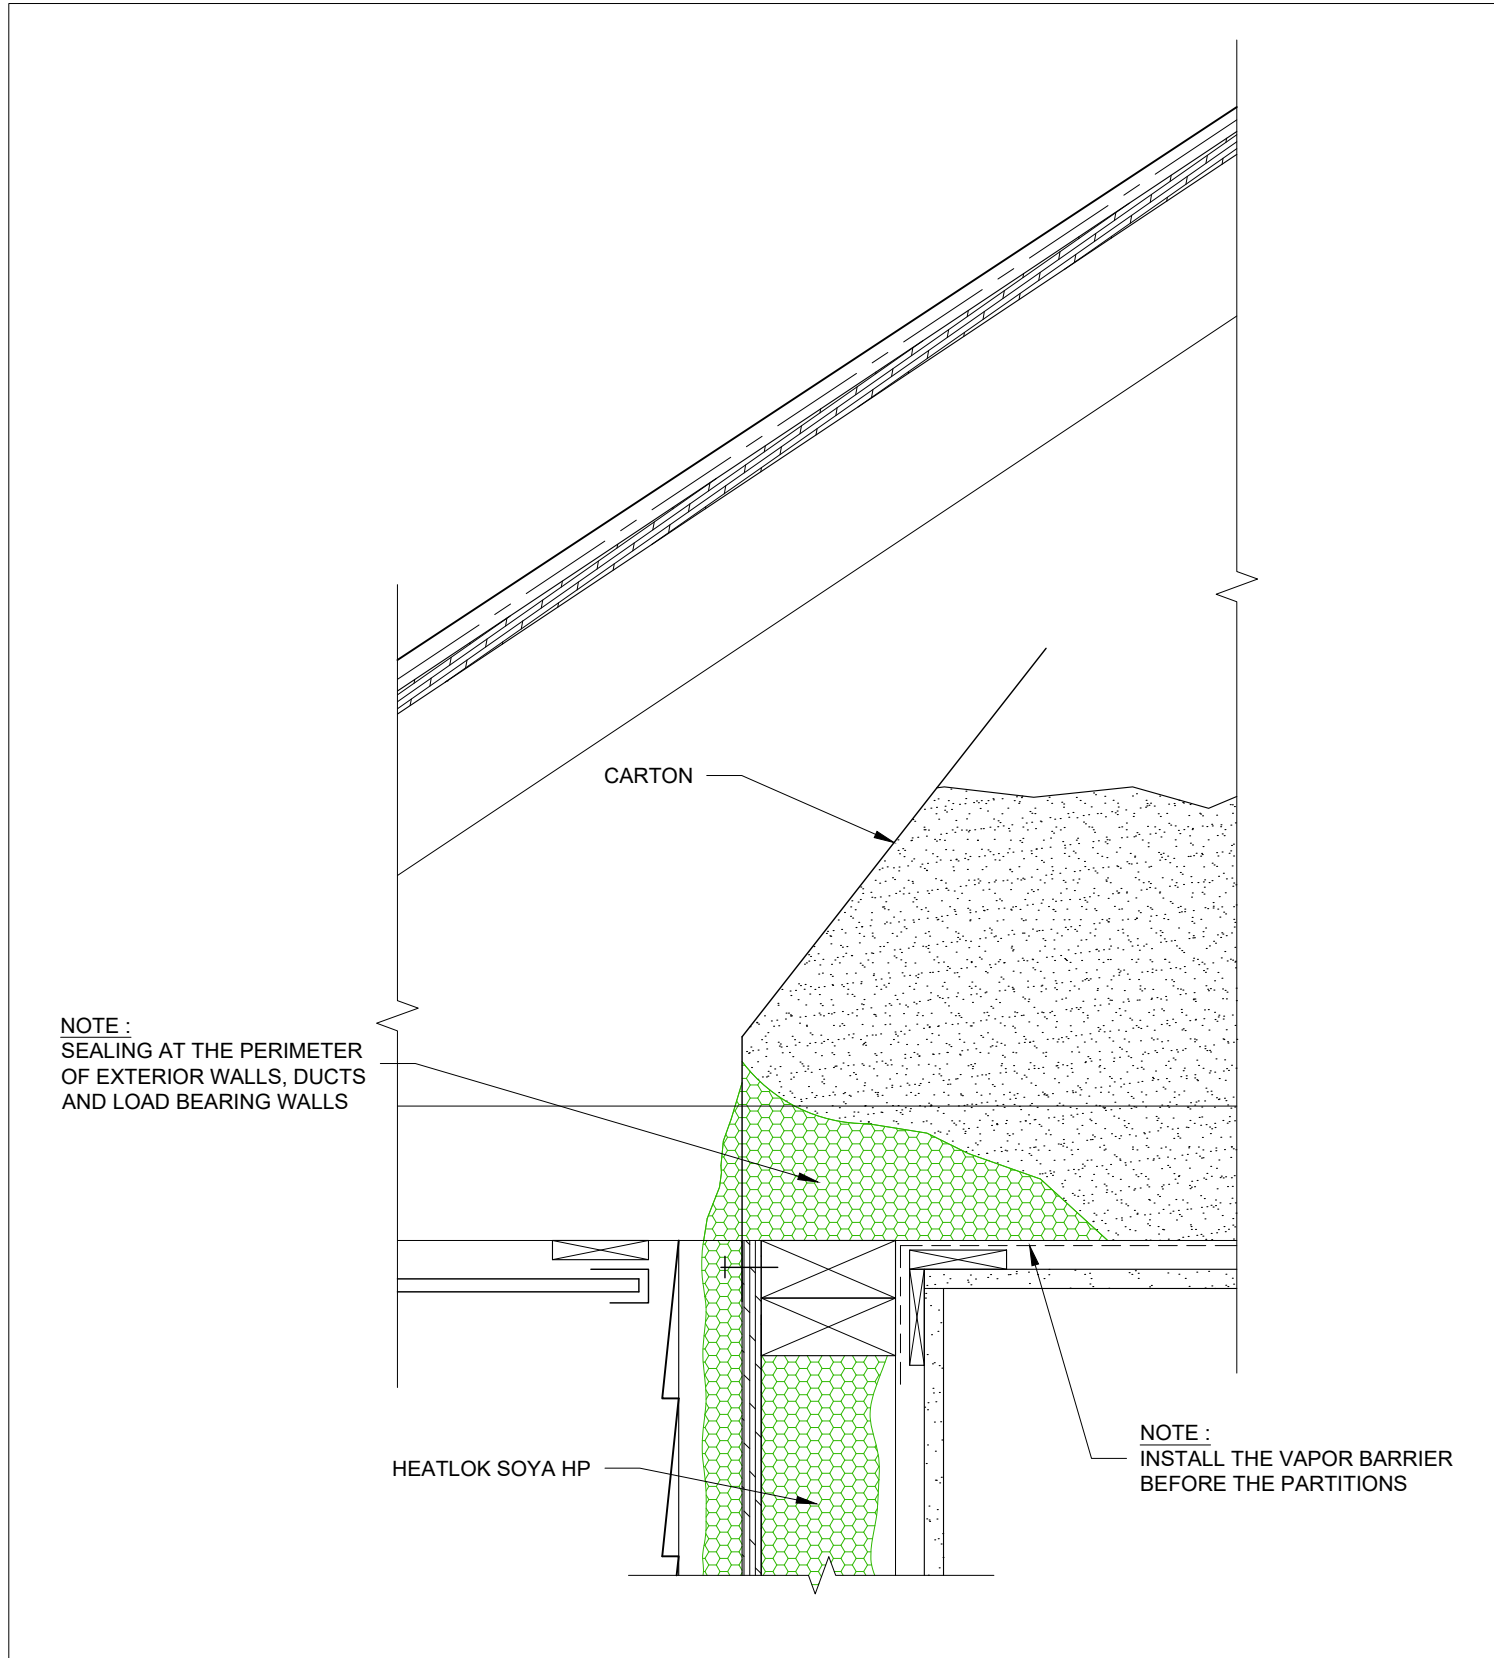 CARTON
NOTE :
SEALING AT THE PERIMETER
OF EXTERIOR WALLS, DUCTS
AND LOAD BEARING WALLS
HEATLOK SOYA HP
NOTE :
INSTALL THE VAPOR BARRIER
BEFORE THE PARTITIONS